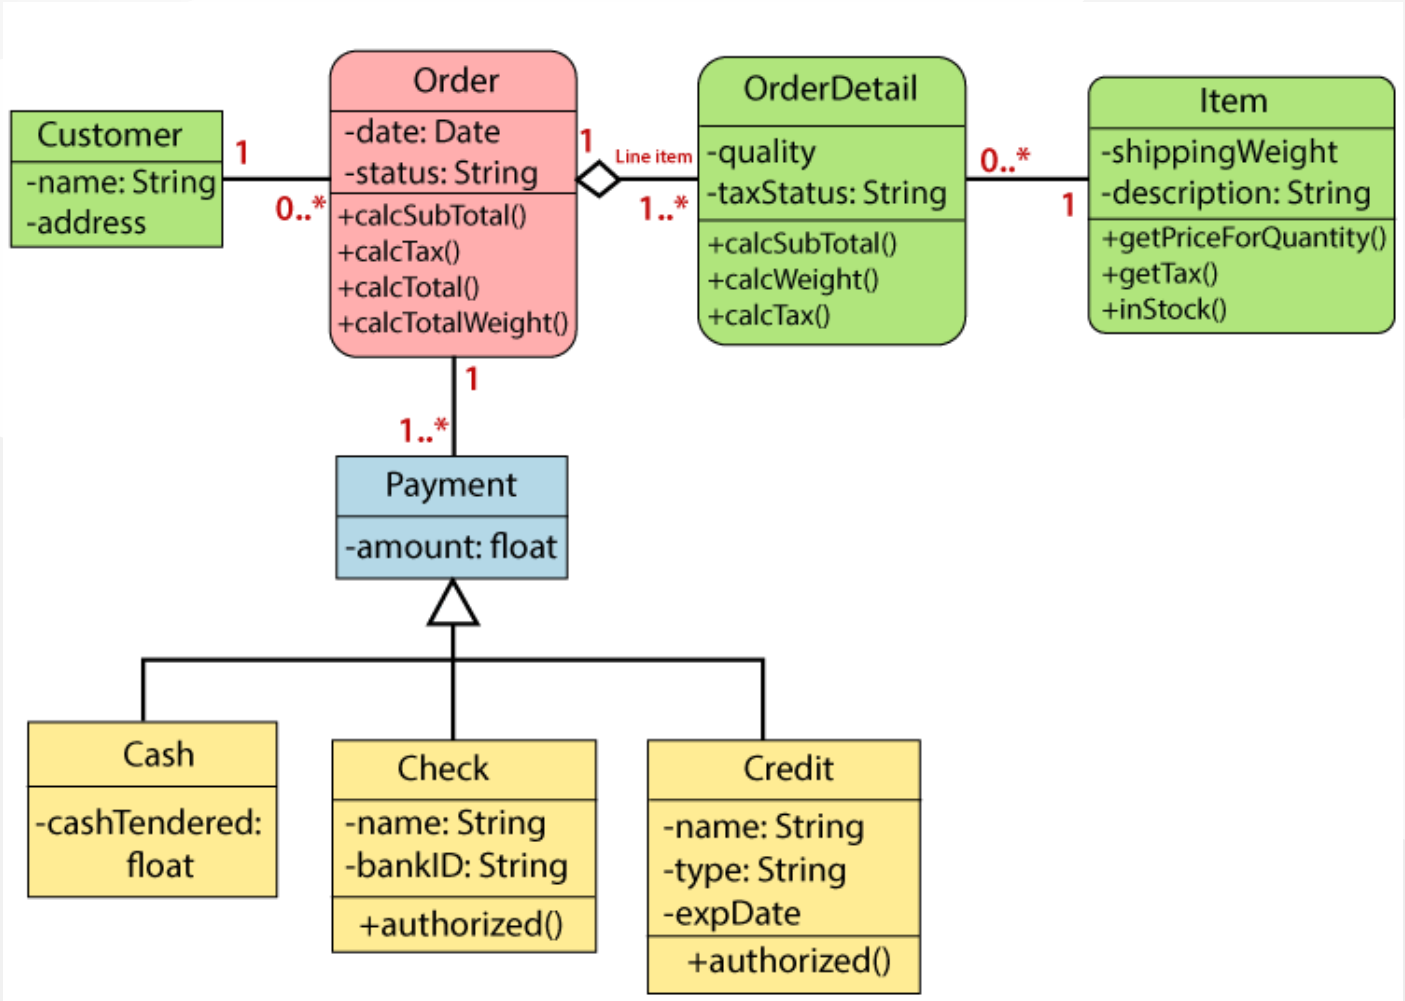 Customer
-name: String
-address
1
0..*
Order
-date: Date
-status: String
+calcSubTotal()
+calcTax()
+calcTotal()
+calcTotalWeight()
1
Line item
1..*
OrderDetail
-quality
-taxStatus: String
+calcSubTotal()
+calcWeight()
+calcTax()
0..*
1
Item
-shippingWeight
-description: String
+getPriceForQuantity()
+getTax()
+inStock()
1
1..*
Payment
-amount: float
Cash
-cashTendered:
float
Check
-name: String
-bankID: String
+authorized()
Credit
-name: String
-type: String
-expDate
+authorized()